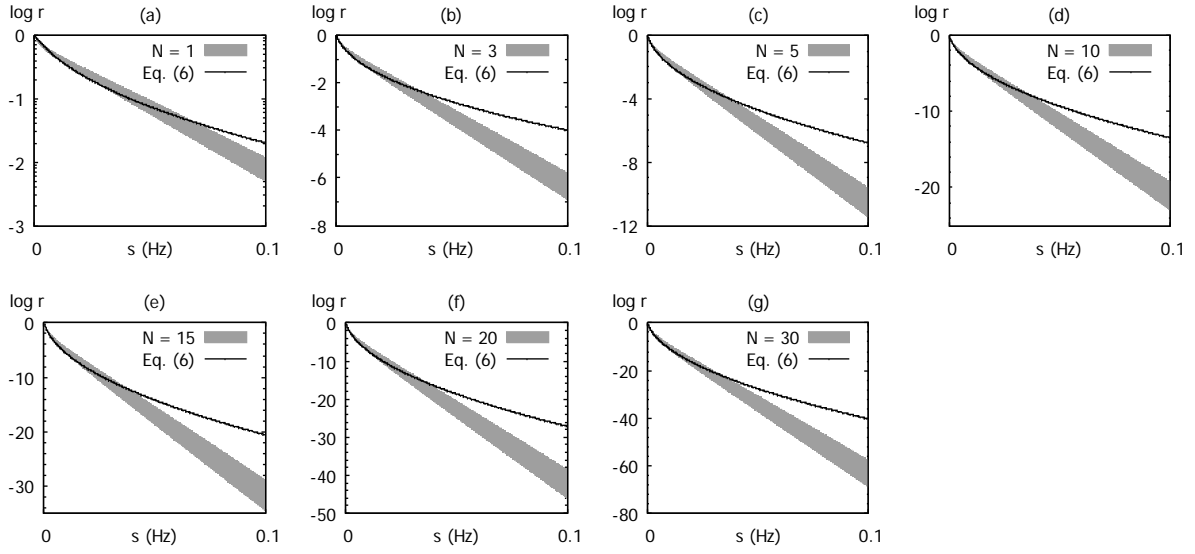 log r (a)
N = 1
Eq. (6)
0
-1
-2
-3
0 s (Hz) 0.1
log r (b)
N = 3
Eq. (6)
0
-2
-4
-6
-8
0 s (Hz) 0.1
log r (c)
N = 5
Eq. (6)
0
-4
-8
-12
0 s (Hz) 0.1
log r (d)
N = 10
Eq. (6)
0
-10
-20
0 s (Hz) 0.1
log r (e)
N = 15
Eq. (6)
0
-10
-20
-30
0 s (Hz) 0.1
log r (f)
N = 20
Eq. (6)
0
-10
-20
-30
-40
-50
0 s (Hz) 0.1
log r (g)
N = 30
Eq. (6)
0
-20
-40
-60
-80
0 s (Hz) 0.1